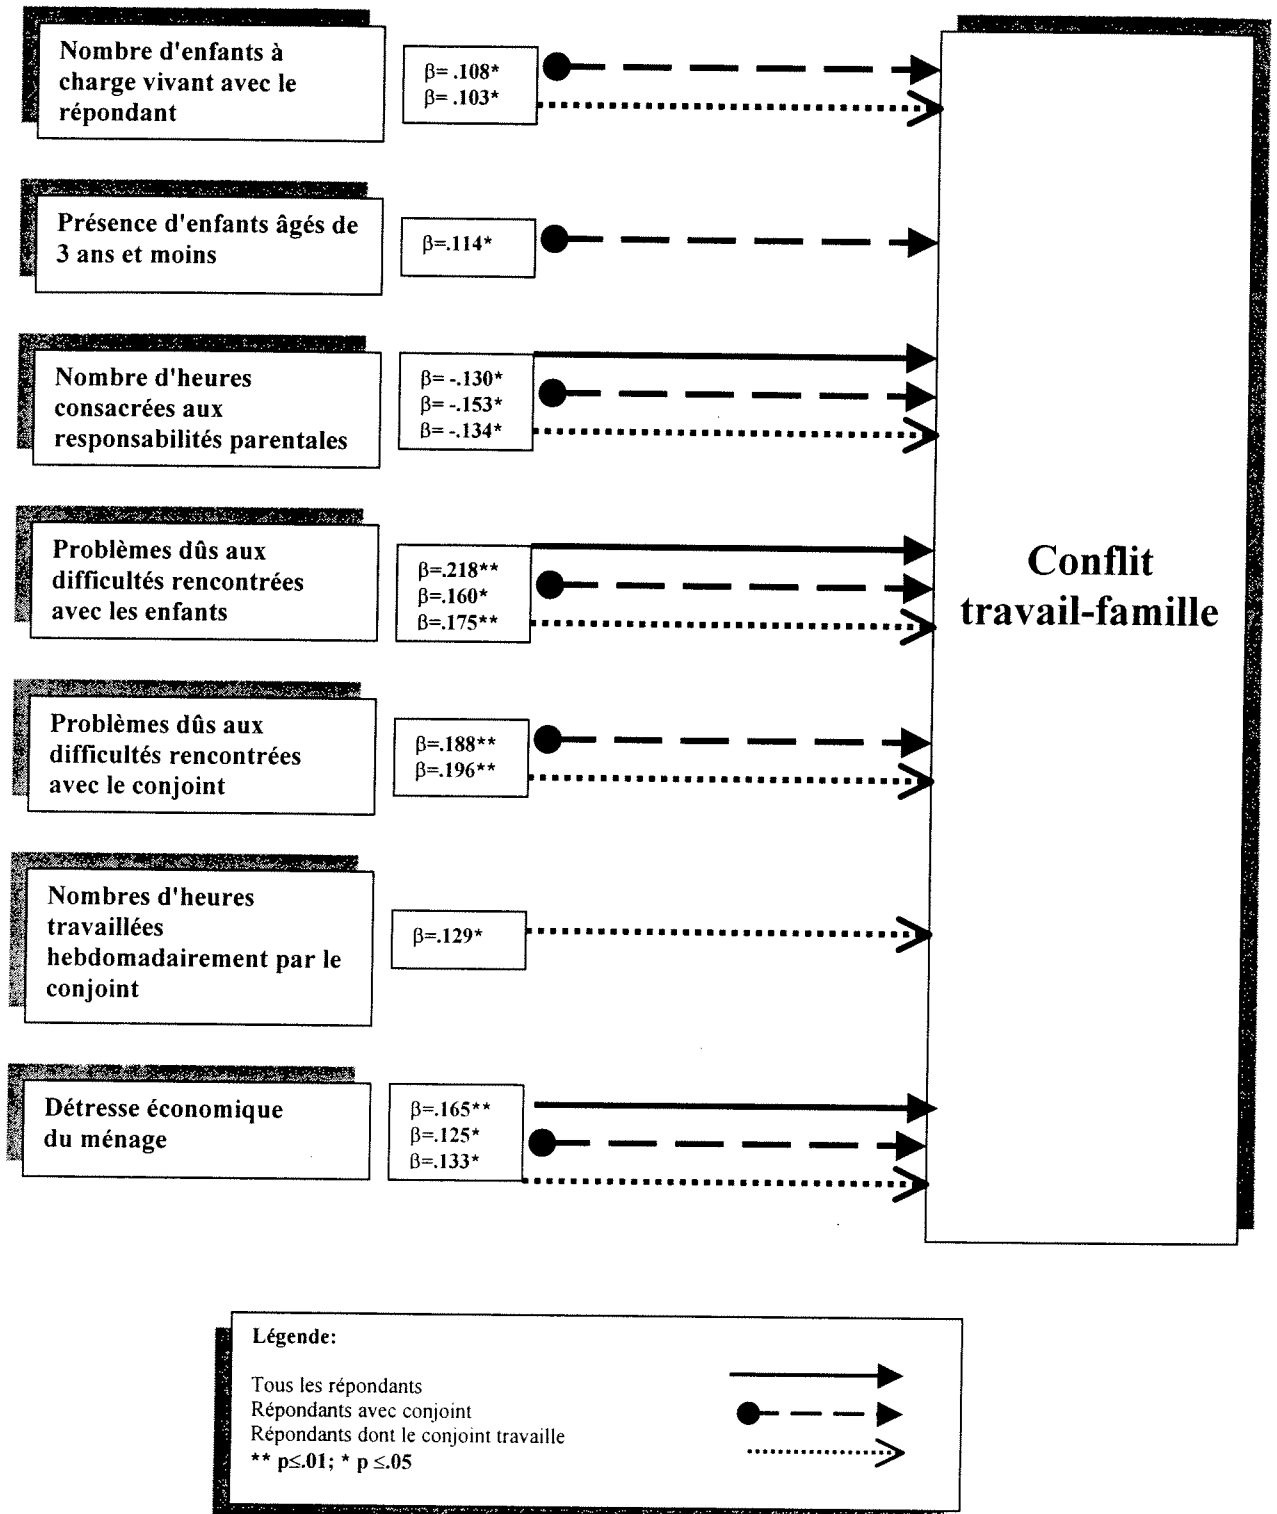 Nombre d'enfants à
charge vivant avec le
répondant
β= .108*
β= .103*
Présence d'enfants âgés de
3 ans et moins
β=.114*
Nombre d'heures
consacrées aux
responsabilités parentales
β= -.130*
β= -.153*
β= -.134*
Problèmes dûs aux
difficultés rencontrées
avec les enfants
β=.218**
β=.160*
β=.175**
Conflit
travail-famille
Problèmes dûs aux
difficultés rencontrées
avec le conjoint
β=.188**
β=.196**
Nombres d'heures
travaillées
hebdomadairement par le
conjoint
β=.129*
Détresse économique
du ménage
β=.165**
β=.125*
β=.133*
Légende:
Tous les répondants
Répondants avec conjoint
Répondants dont le conjoint travaille
** p≤.01; * p ≤.05